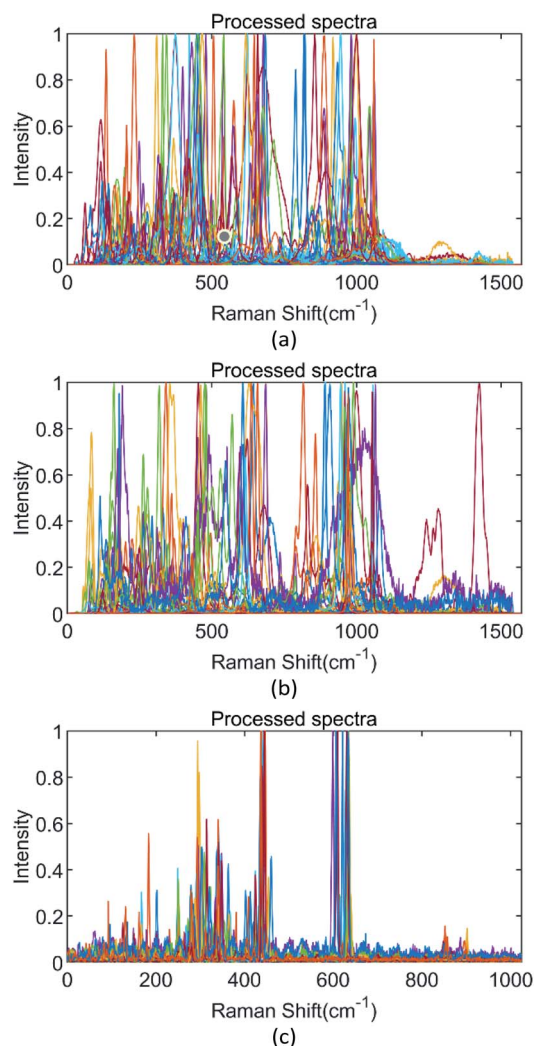 Processed spectra
1
0.8
0.6
0.4
0.2
0
Intensity
0 500 1000 1500
Raman Shift(cm⁻¹)
(a)
Processed spectra
1
0.8
0.6
0.4
0.2
0
Intensity
0 500 1000 1500
Raman Shift(cm⁻¹)
(b)
Processed spectra
1
0.8
0.6
0.4
0.2
0
Intensity
0 200 400 600 800 1000
Raman Shift(cm⁻¹)
(c)